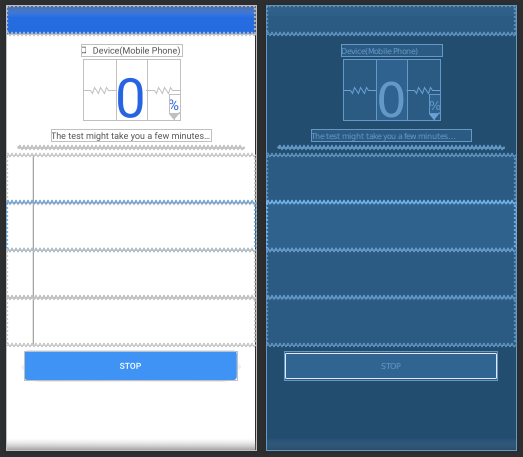 Device(Mobile Phone)
0
%
The test might take you a few minutes...
STOP
Device(Mobile Phone)
0
%
The test might take you a few minutes...
STOP